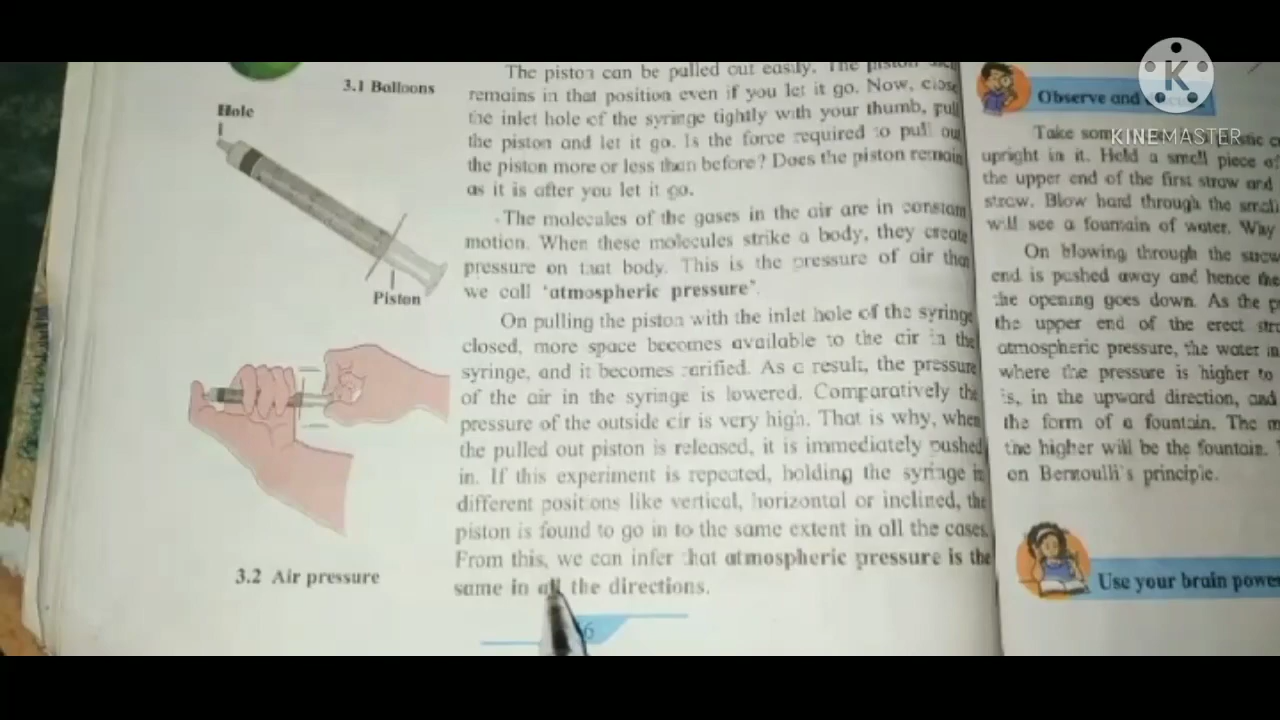 3.1 Balloons
Hole
Piston
3.2 Air pressure
The piston can be pulled out easily. The piston
remains in that position even if you let it go. Now, close
the inlet hole of the syringe tightly with your thumb, pull
the piston and let it go. Is the force required to pull out
the piston more or less than before? Does the piston remain
as it is after you let it go.
The molecules of the gases in the air are in constant
motion. When these molecules strike a body, they create
pressure on that body. This is the pressure of air that
we call 'atmospheric pressure'.
On pulling the piston with the inlet hole of the syringe
closed, more space becomes available to the air in the
syringe, and it becomes rarified. As a result, the pressure
of the air in the syringe is lowered. Comparatively the
pressure of the outside air is very high. That is why, when
the pulled out piston is released, it is immediately pushed
in. If this experiment is repeated, holding the syringe in
different positions like vertical, horizontal or inclined, the
piston is found to go in to the same extent in all the cases.
From this, we can infer that atmospheric pressure is the
same in all the directions.
6
Observe and
Take som
upright in it. Hold a small piece of
the upper end of the first straw and
straw. Blow hard through the small
will see a fountain of water. Why
On blowing through the straw
end is pushed away and hence the
the opening goes down. As the p
the upper end of the erect str
atmospheric pressure, the water in
where the pressure is higher to
is, in the upward direction, and
the form of a fountain. The m
the higher will be the fountain.
on Bernoulli's principle.
Use your brain powe
K
KINEMASTER